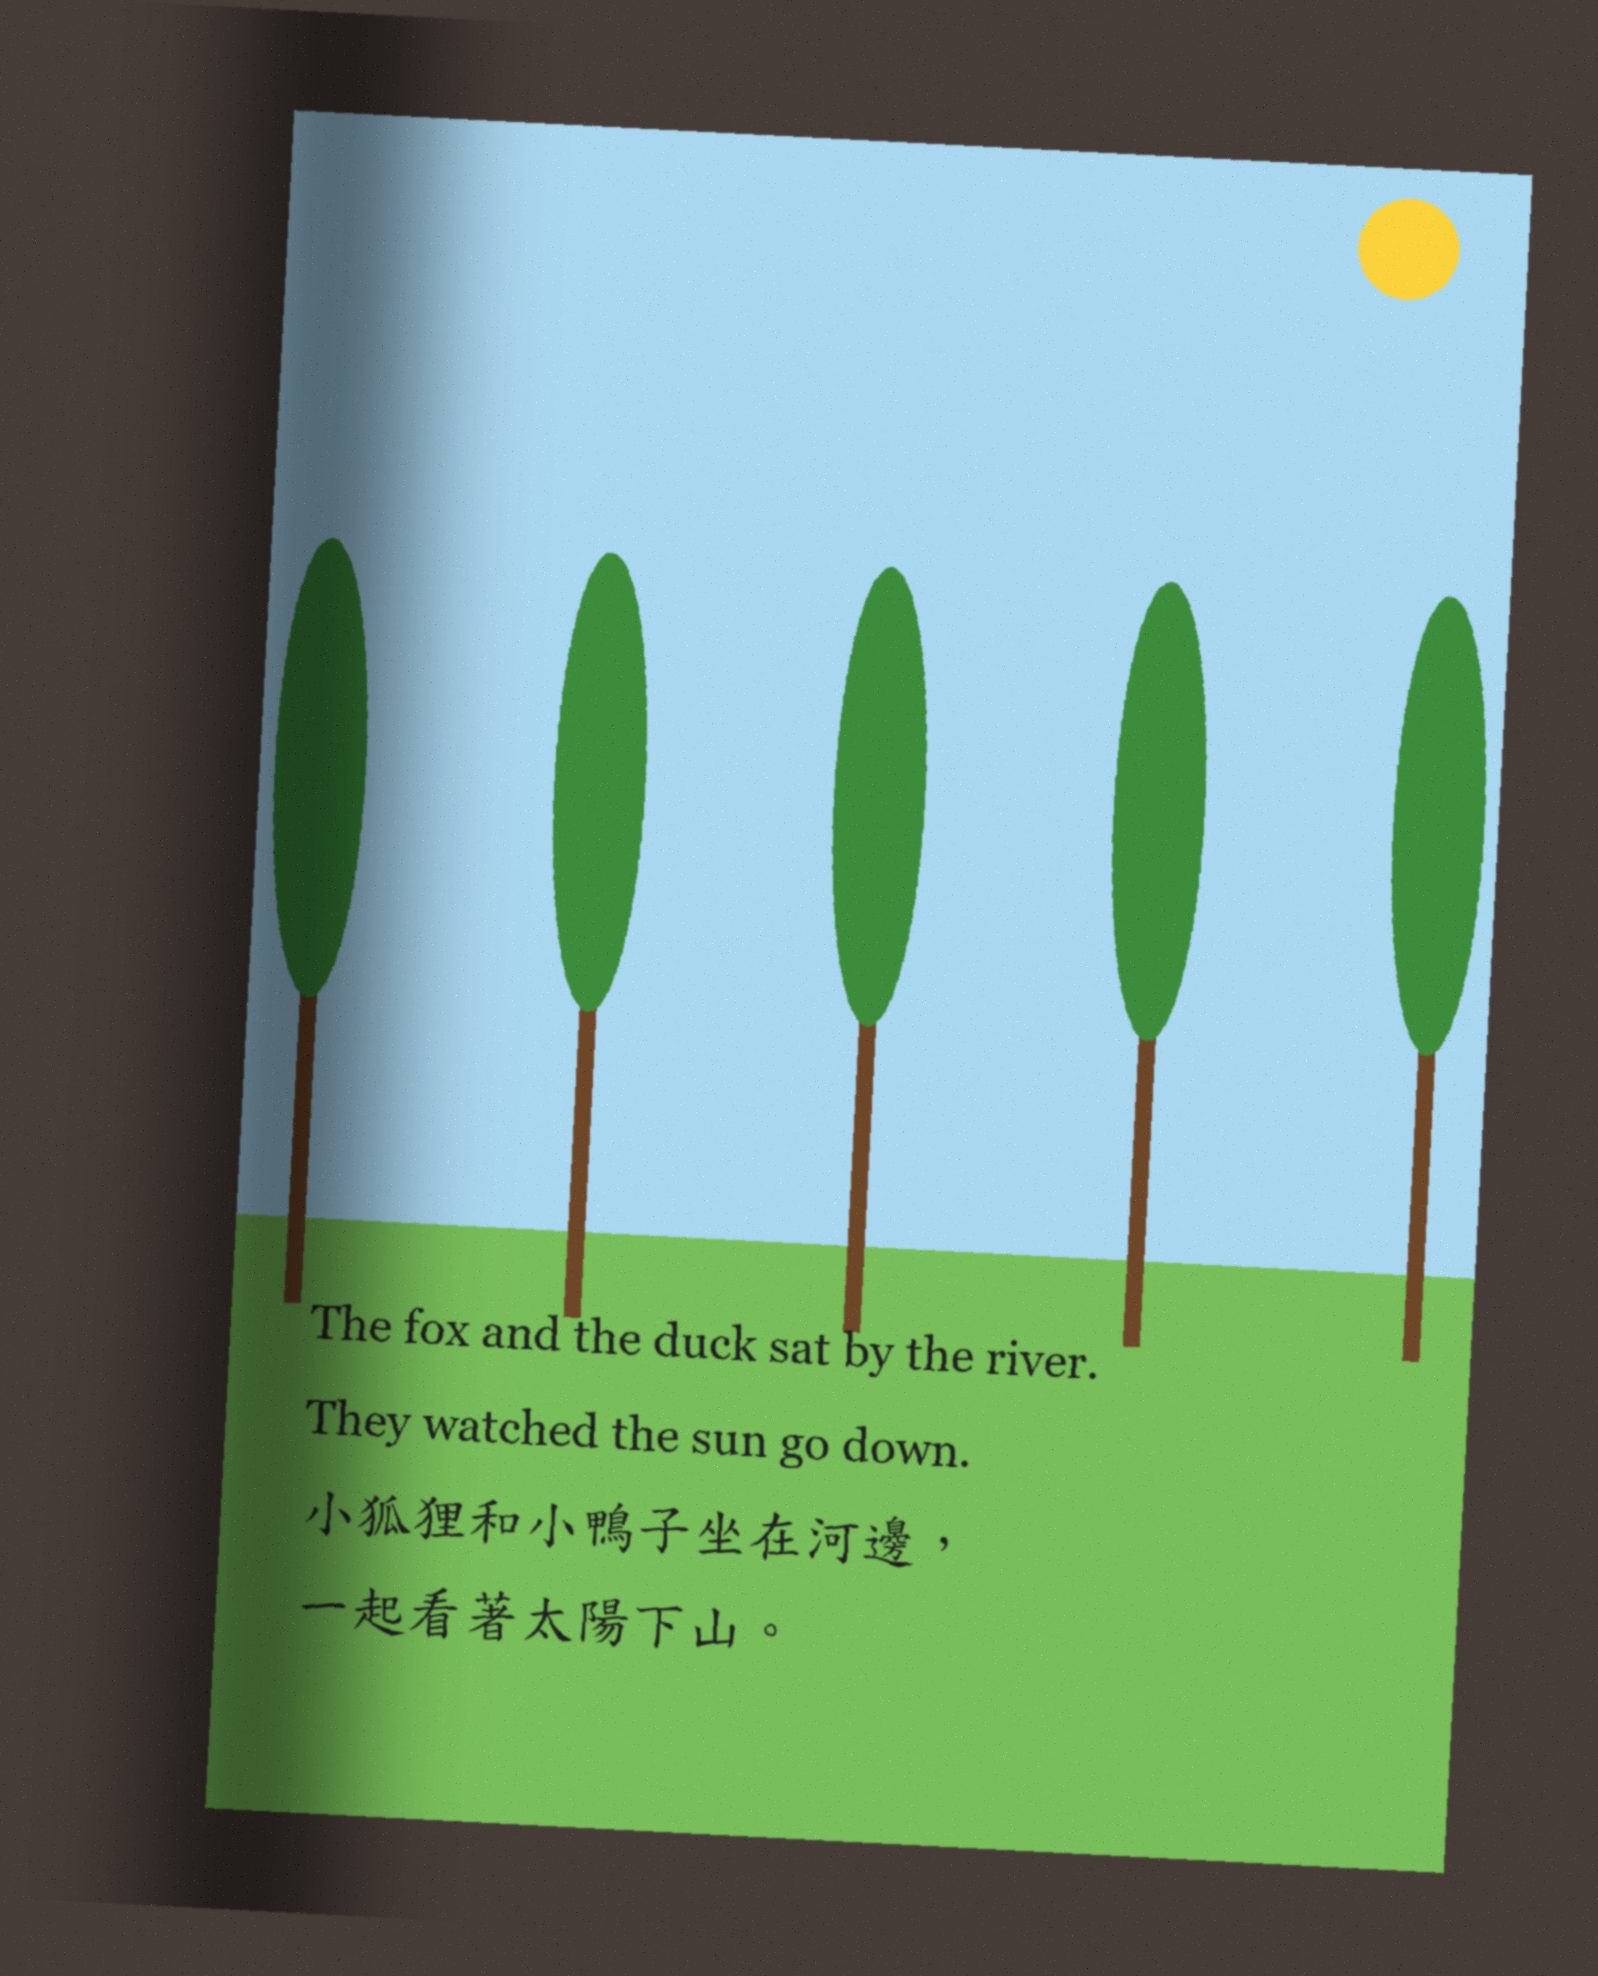 The fox and the duck sat by the river.
They watched the sun go down.
小狐狸和小鴨子坐在河邊，
一起看著太陽下山。